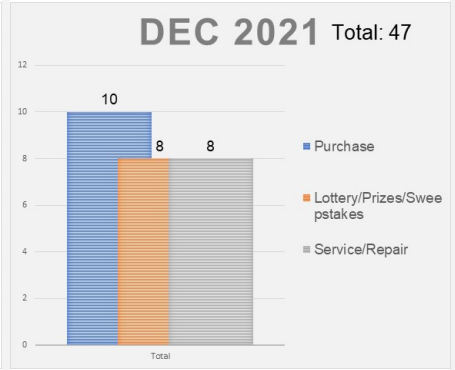 DEC 2021 Total: 47
12
10
8
6
4
2
0
10
8
8
Total
Purchase
Lottery/Prizes/Swee
pstakes
Service/Repair